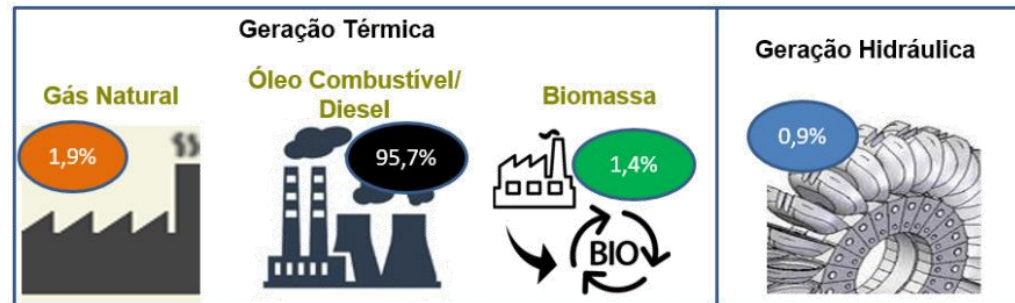 Geração Térmica
Gás Natural
1,9%
Óleo Combustível/
Diesel
95,7%
Biomassa
1,4%
BIO
Geração Hidráulica
0,9%